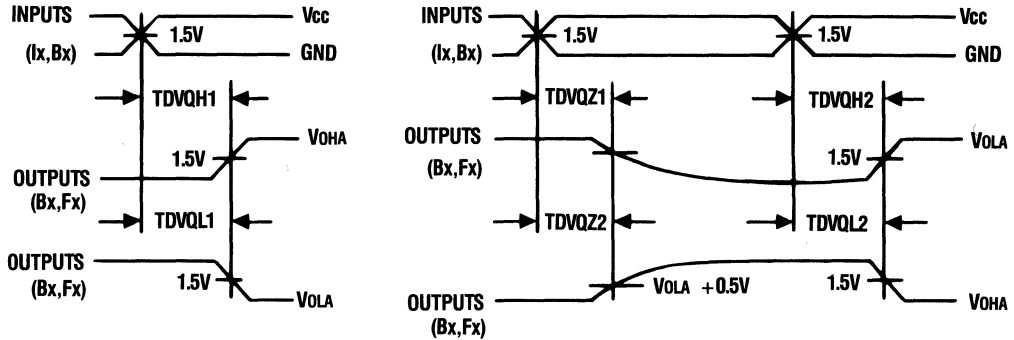 INPUTS
(Ix,Bx)
1.5V
VCC
GND
TDVQH1
OUTPUTS
(Bx,Fx)
1.5V
VOHA
TDVQL1
OUTPUTS
(Bx,Fx)
1.5V
VOLA
INPUTS
(Ix,Bx)
1.5V
1.5V
VCC
GND
TDVQZ1
TDVQH2
OUTPUTS
(Bx,Fx)
1.5V
VOLA
TDVQZ2
TDVQL2
OUTPUTS
(Bx,Fx)
VOLA +0.5V
1.5V
VOHA